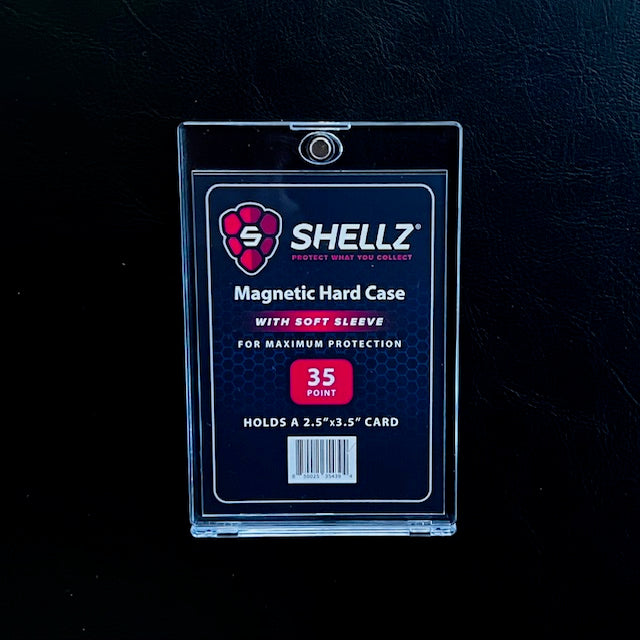 S SHELLZ®
PROTECT WHAT YOU COLLECT
Magnetic Hard Case
WITH SOFT SLEEVE
FOR MAXIMUM PROTECTION
35
POINT
HOLDS A 2.5"x3.5" CARD